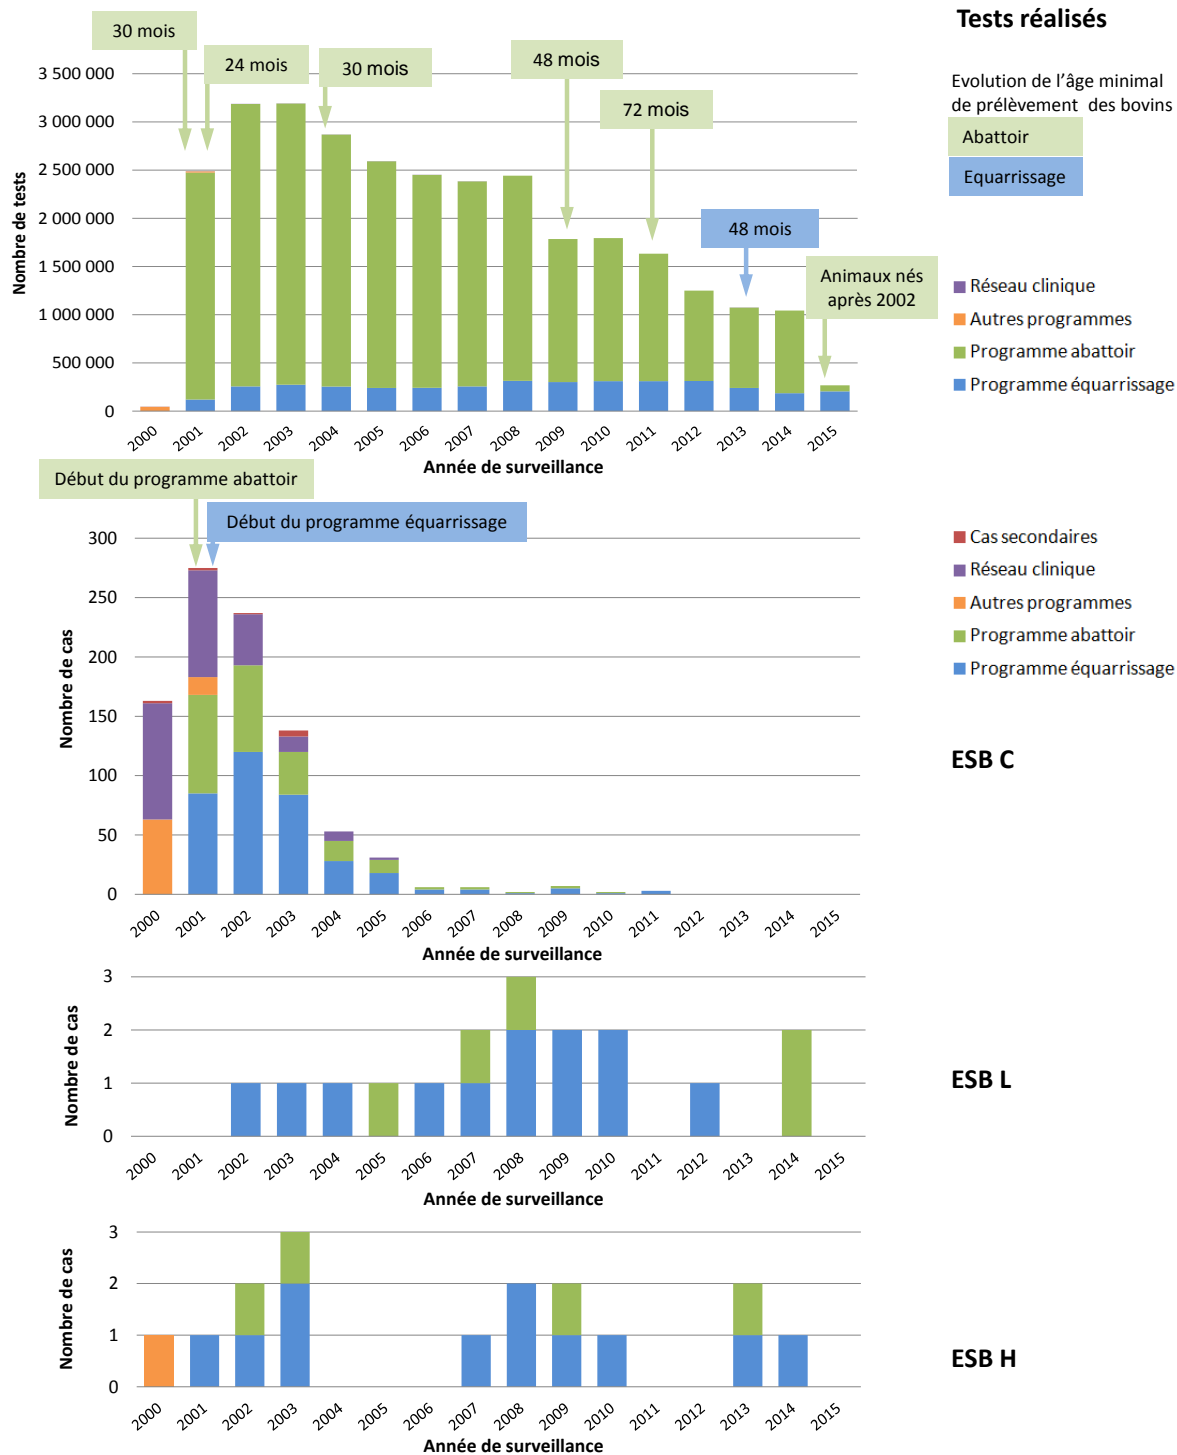 Tests réalisés
30 mois
24 mois
30 mois
48 mois
72 mois
48 mois
Animaux nés
après 2002
Evolution de l'âge minimal
de prélèvement des bovins
Abattoir
Equarrissage
Nombre de tests
3 500 000
3 000 000
2 500 000
2 000 000
1 500 000
1 000 000
500 000
0
2000 2001 2002 2003 2004 2005 2006 2007 2008 2009 2010 2011 2012 2013 2014 2015
Année de surveillance
Réseau clinique
Autres programmes
Programme abattoir
Programme équarrissage
Début du programme abattoir
Début du programme équarrissage
Nombre de cas
300
250
200
150
100
50
0
2000 2001 2002 2003 2004 2005 2006 2007 2008 2009 2010 2011 2012 2013 2014 2015
Année de surveillance
Cas secondaires
Réseau clinique
Autres programmes
Programme abattoir
Programme équarrissage
ESB C
Nombre de cas
3
2
1
0
2000 2001 2002 2003 2004 2005 2006 2007 2008 2009 2010 2011 2012 2013 2014 2015
Année de surveillance
ESB L
Nombre de cas
3
2
1
0
2000 2001 2002 2003 2004 2005 2006 2007 2008 2009 2010 2011 2012 2013 2014 2015
Année de surveillance
ESB H